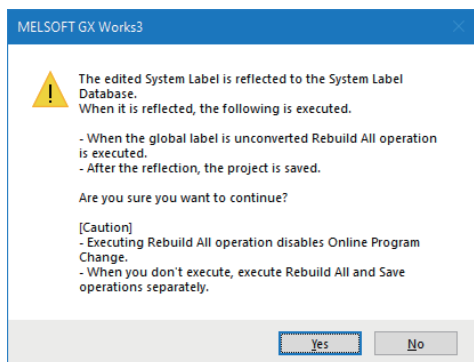 MELSOFT GX Works3
The edited System Label is reflected to the System Label
Database.
When it is reflected, the following is executed.
- When the global label is unconverted Rebuild All operation
is executed.
- After the reflection, the project is saved.
Are you sure you want to continue?
[Caution]
- Executing Rebuild All operation disables Online Program
Change.
- When you don't execute, execute Rebuild All and Save
operations separately.
Yes
No